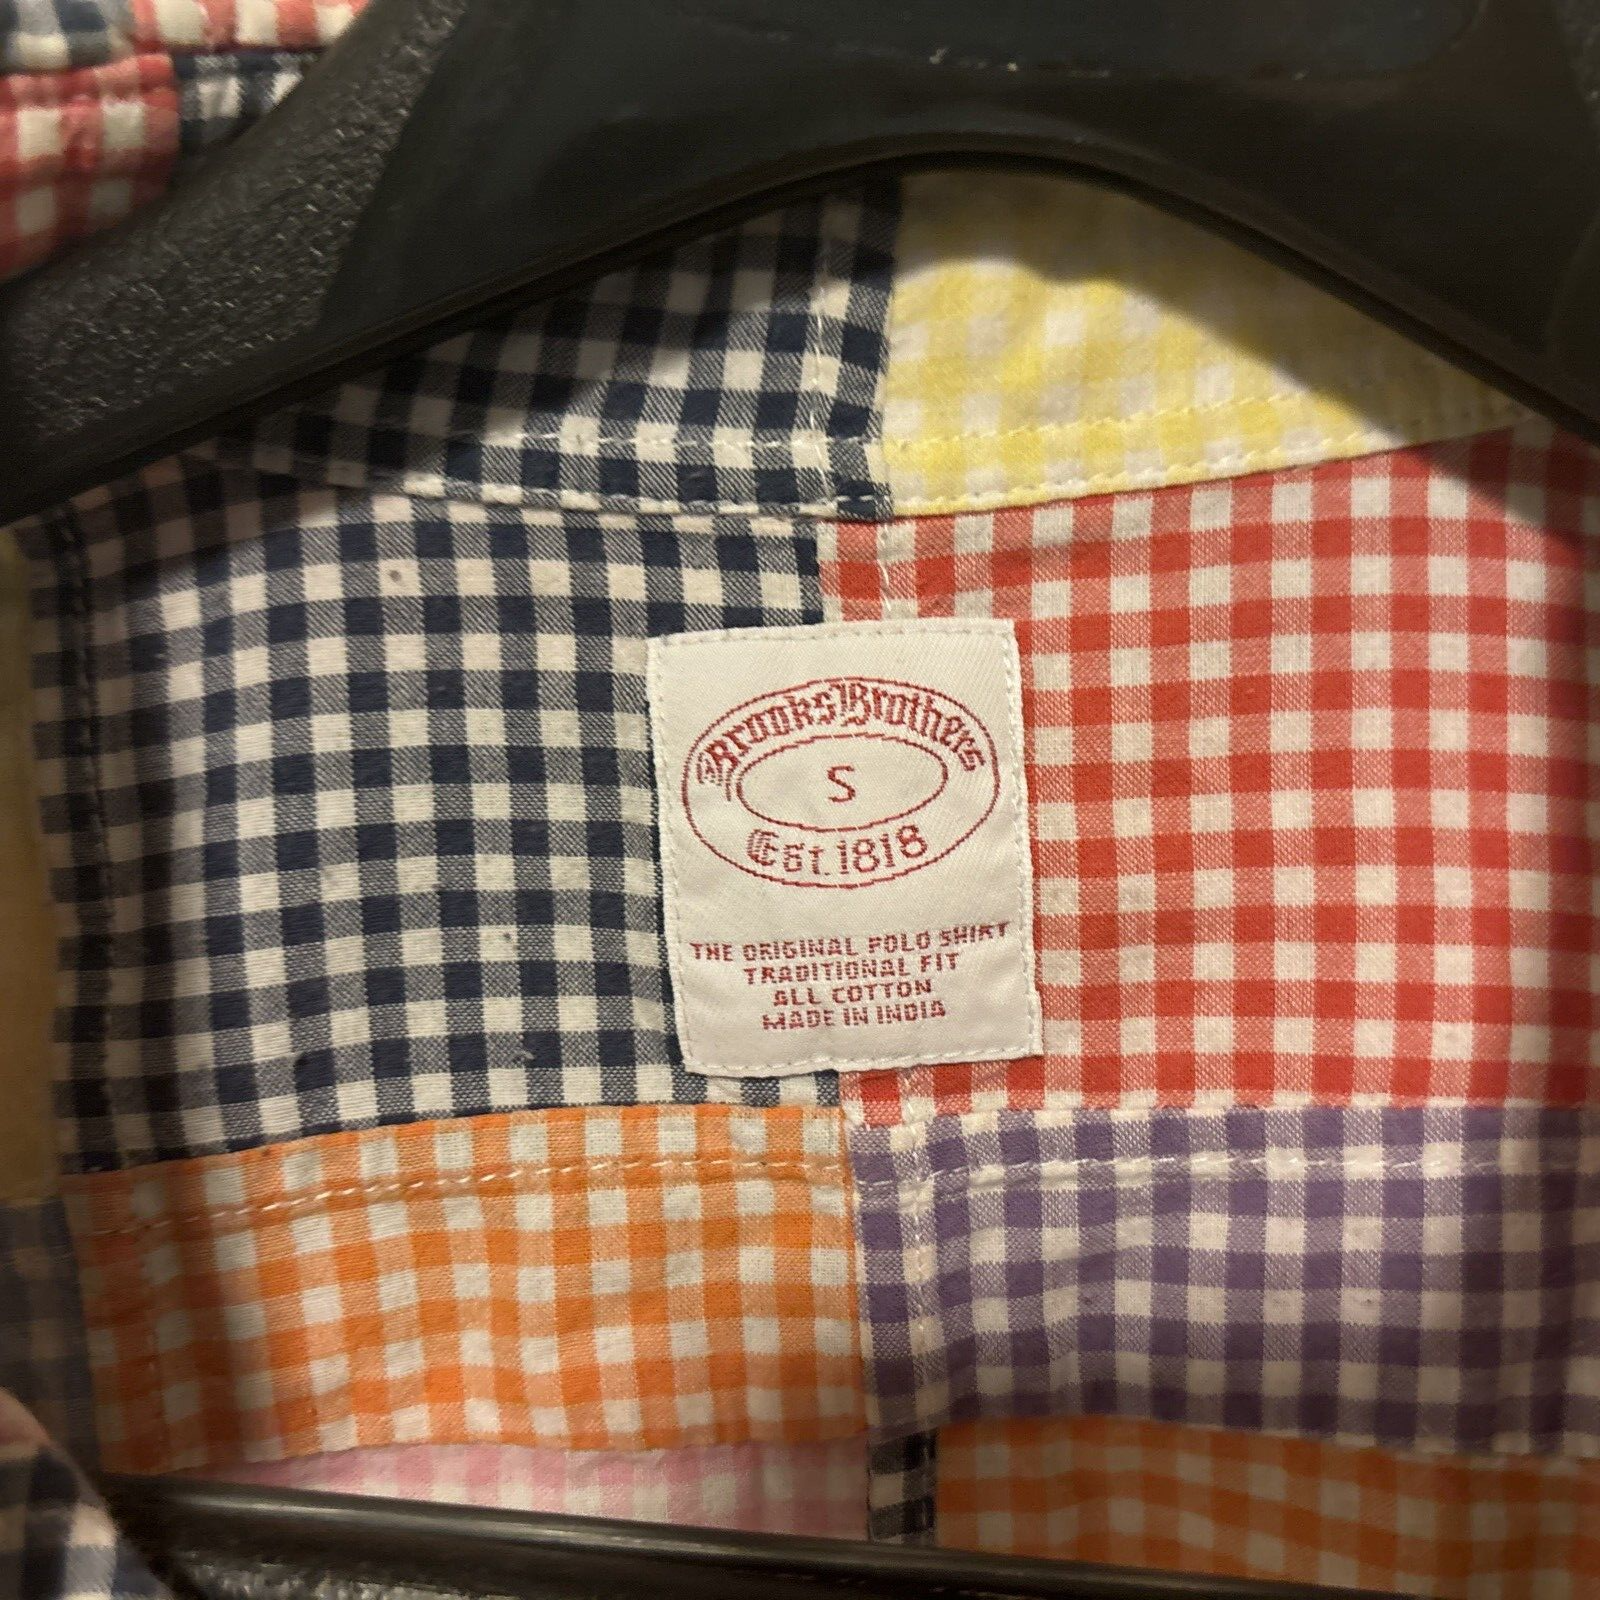 Brooks Brothers
S
Est. 1818
THE ORIGINAL POLO SHIRT
TRADITIONAL FIT
ALL COTTON
MADE IN INDIA